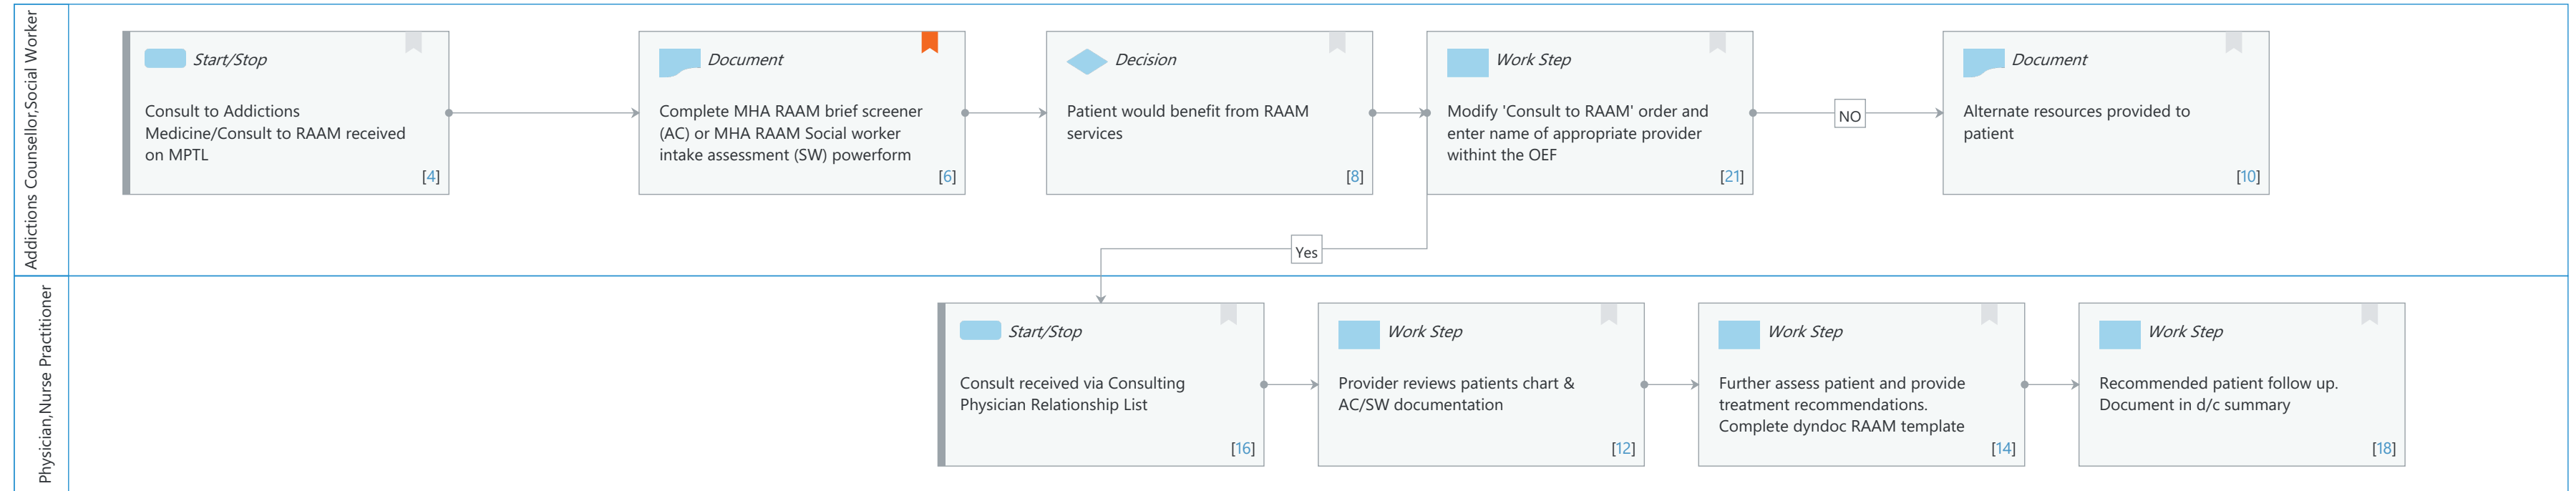 Addictions Counsellor,Social Worker
Start/Stop
Consult to Addictions
Medicine/Consult to RAAM received
on MPTL
[4]
Document
Complete MHA RAAM brief screener
(AC) or MHA RAAM Social worker
intake assessment (SW) powerform
[6]
Decision
Patient would benefit from RAAM
services
[8]
Work Step
Modify 'Consult to RAAM' order and
enter name of appropriate provider
withint the OEF
[21]
NO
Document
Alternate resources provided to
patient
[10]
Yes
Physician,Nurse Practitioner
Start/Stop
Consult received via Consulting
Physician Relationship List
[16]
Work Step
Provider reviews patients chart &
AC/SW documentation
[12]
Work Step
Further assess patient and provide
treatment recommendations.
Complete dyndoc RAAM template
[14]
Work Step
Recommended patient follow up.
Document in d/c summary
[18]